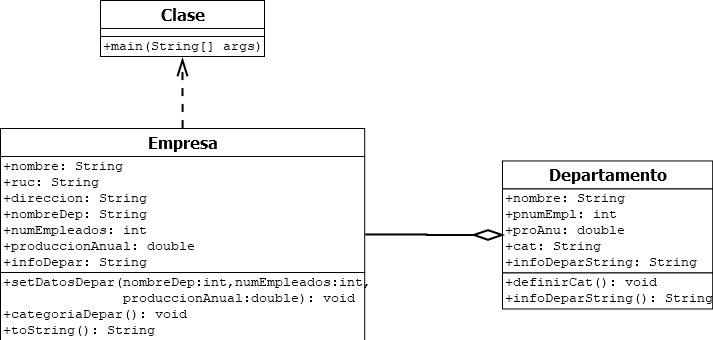 Clase
+main(String[] args)
Empresa
+nombre: String
+ruc: String
+direccion: String
+nombreDep: String
+numEmpleados: int
+produccionAnual: double
+infoDepar: String
+setDatosDepar(nombreDep:int,numEmpleados:int,
produccionAnual:double): void
+categoriaDepar(): void
+toString(): String
Departamento
+nombre: String
+pnumEmpl: int
+proAnu: double
+cat: String
+infoDeparString: String
+definirCat(): void
+infoDeparString(): String